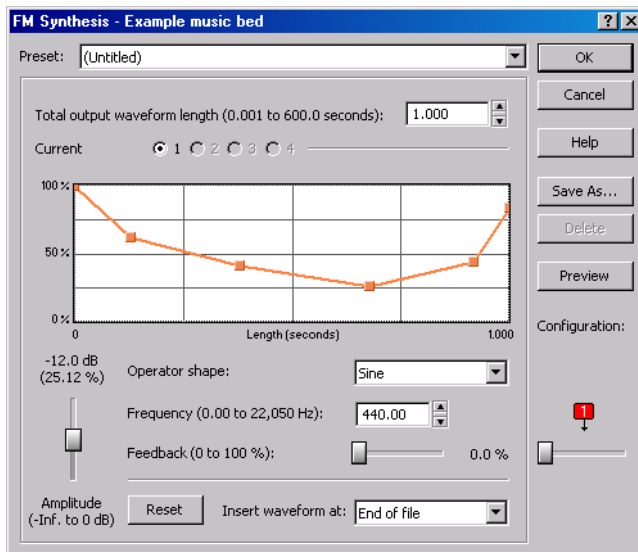 FM Synthesis - Example music bed
Preset: (Untitled)
OK
Cancel
Help
Save As...
Delete
Preview
Configuration:
1
Total output waveform length (0.001 to 600.0 seconds): 1.000
Current 1 2 3 4
100 %
50 %
0 %
0 Length (seconds) 1.000
-12.0 dB
(25.12 %)
Operator shape: Sine
Frequency (0.00 to 22,050 Hz): 440.00
Feedback (0 to 100 %): 0.0 %
Amplitude
(-Inf. to 0 dB)
Reset
Insert waveform at: End of file